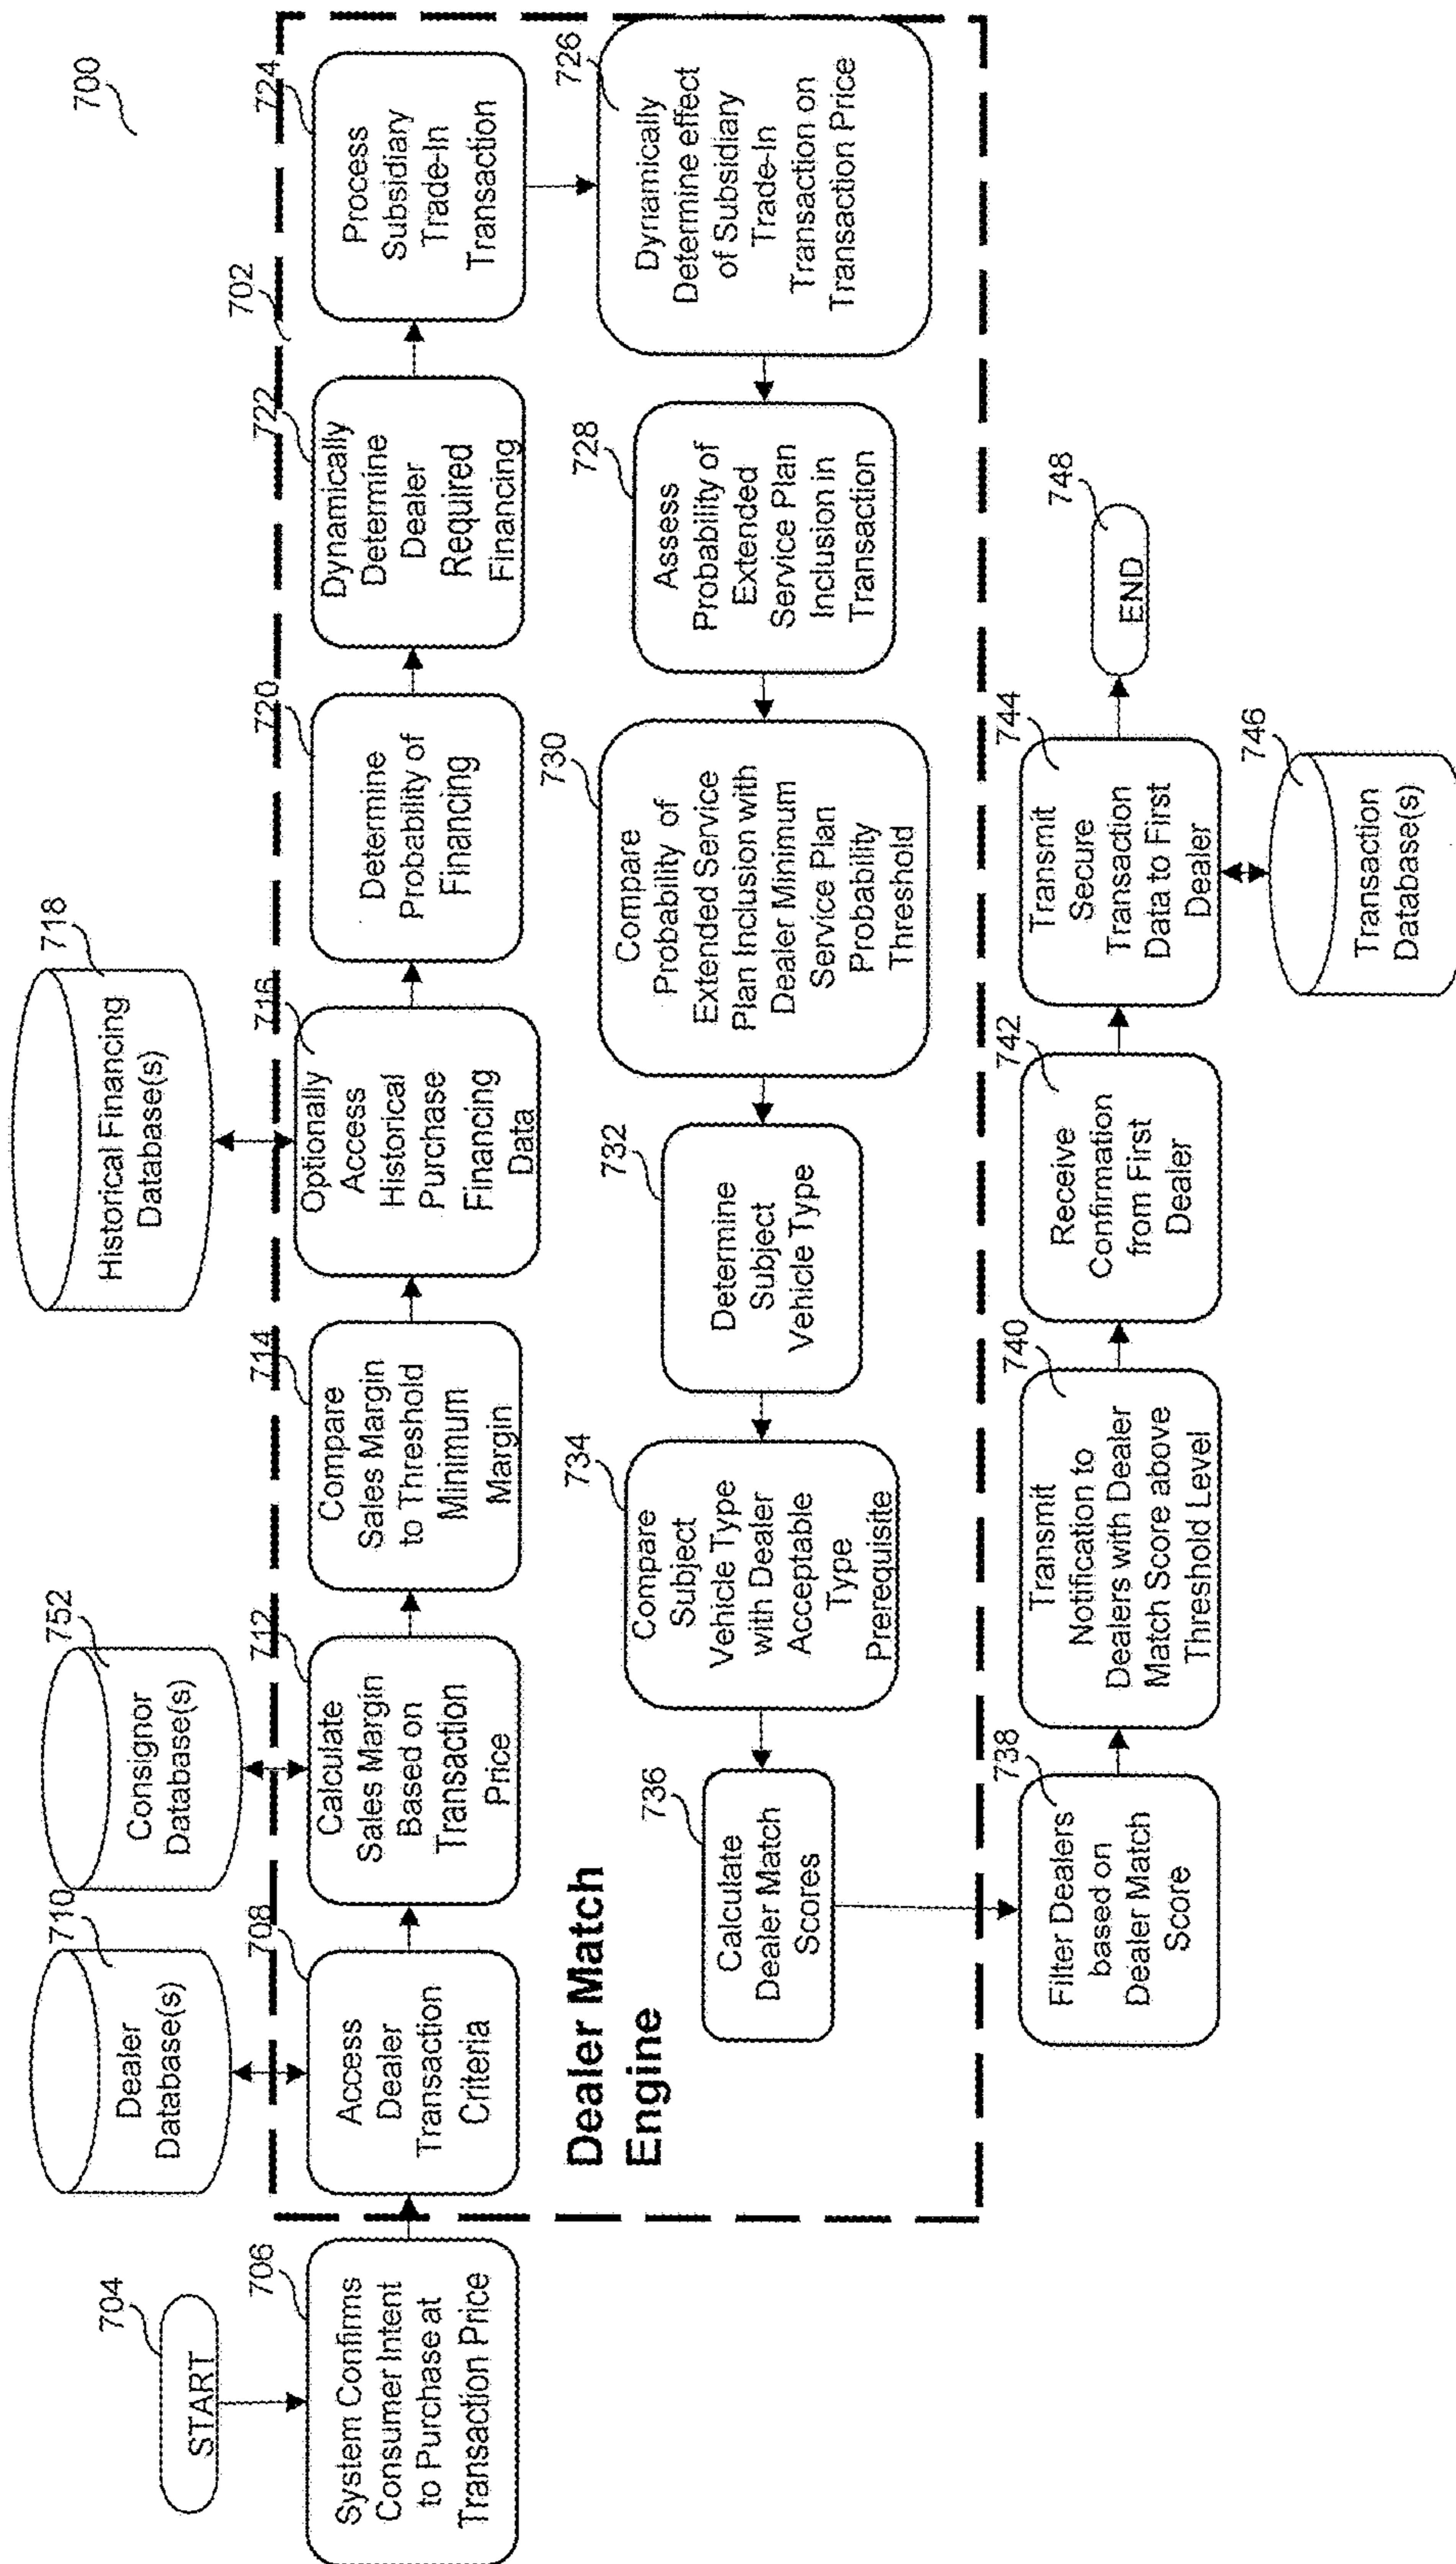 700
704
START
706
System Confirms
Consumer Intent
to Purchase at
Transaction Price
710
Dealer
Database(s)
708
Access
Dealer
Transaction
Criteria
752
Consignor
Database(s)
712
Calculate
Sales Margin
Based on
Transaction
Price
714
Compare
Sales Margin
to Threshold
Minimum
Margin
718
Historical Financing
Database(s)
716
Optionally
Access
Historical
Purchase
Financing
Data
720
Determine
Probability of
Financing
722
Dynamically
Determine
Dealer
Required
Financing
702
724
Process
Subsidiary
Trade-In
Transaction
726
Dynamically
Determine effect
of Subsidiary
Trade-In
Transaction on
Transaction Price
728
Assess
Probability of
Extended
Service Plan
Inclusion in
Transaction
730
Compare
Probability of
Extended Service
Plan Inclusion with
Dealer Minimum
Service Plan
Probability
Threshold
732
Determine
Subject
Vehicle Type
734
Compare
Subject
Vehicle Type
with Dealer
Acceptable
Type
Prerequisite
736
Calculate
Dealer Match
Scores
Dealer Match
Engine
738
Filter Dealers
based on
Dealer Match
Score
740
Transmit
Notification to
Dealers with Dealer
Match Score above
Threshold Level
742
Receive
Confirmation
from First
Dealer
744
Transmit
Secure
Transaction
Data to First
Dealer
746
Transaction
Database(s)
748
END